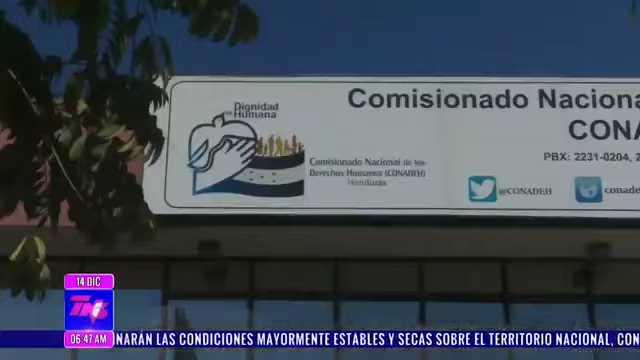 Dignidad
Humana
Comisionado Nacional de los
Derechos Humanos (CONADEH)
Honduras
Comisionado Naciona
CONA
PBX: 2231-0204, 2
@CONADEH
conade
14 DIC
06:47 AM
NARÁN LAS CONDICIONES MAYORMENTE ESTABLES Y SECAS SOBRE EL TERRITORIO NACIONAL, CON